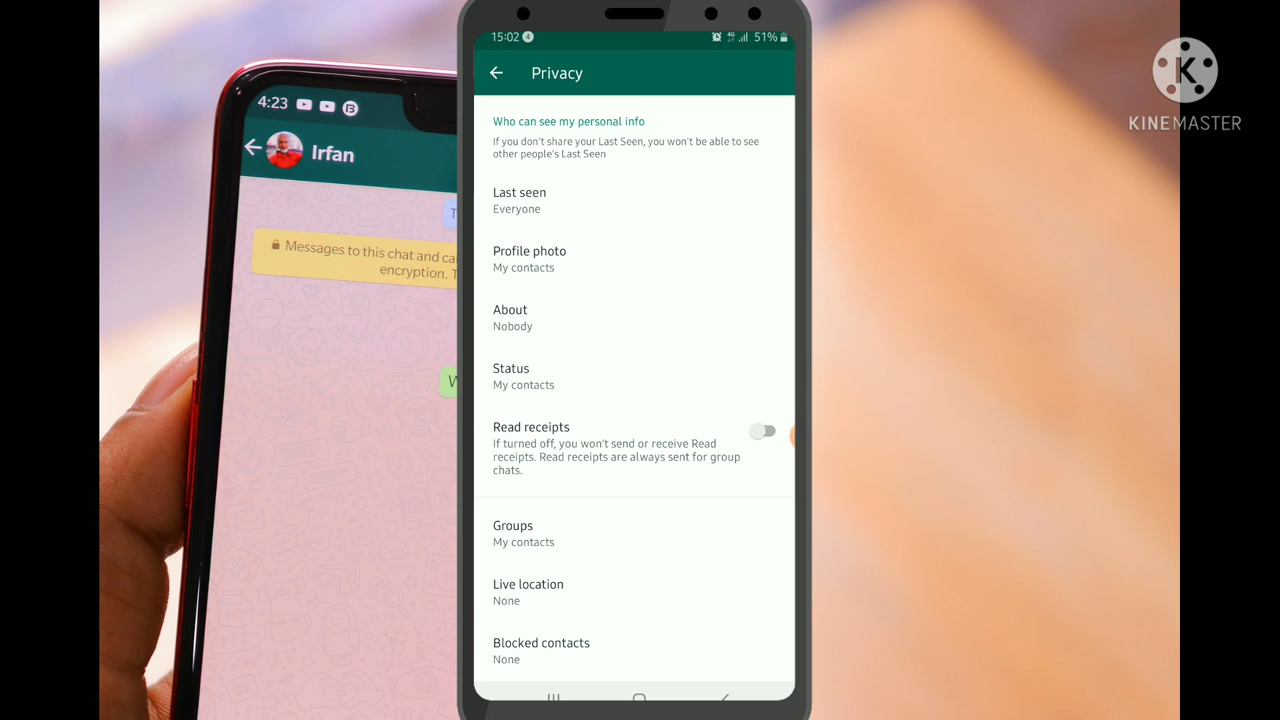 4:23
Irfan
T
Messages to this chat and ca
encryption. T
W
15:02 4
4G 51%
Privacy
Who can see my personal info
If you don't share your Last Seen, you won't be able to see
other people's Last Seen
Last seen
Everyone
Profile photo
My contacts
About
Nobody
Status
My contacts
Read receipts
If turned off, you won't send or receive Read
receipts. Read receipts are always sent for group
chats.
Groups
My contacts
Live location
None
Blocked contacts
None
K
KINEMASTER